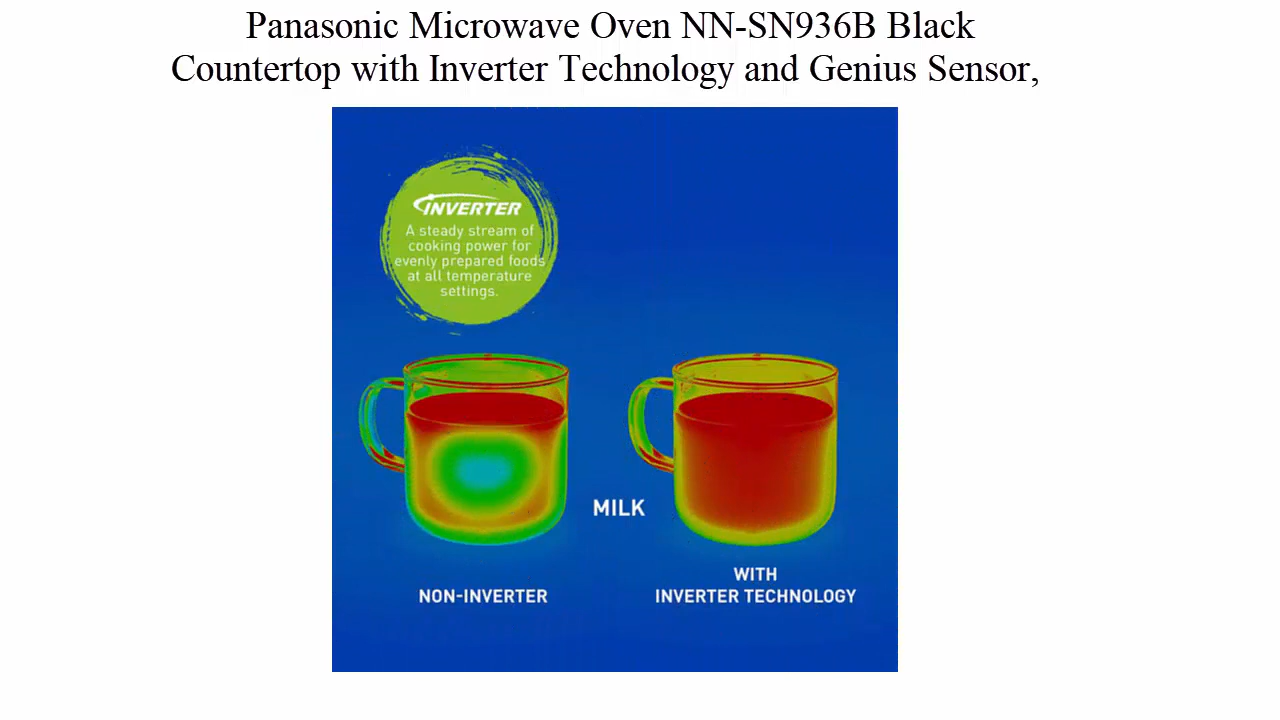 Panasonic Microwave Oven NN-SN936B Black
Countertop with Inverter Technology and Genius Sensor,
INVERTER
A steady stream of
cooking power for
evenly prepared foods
at all temperature
settings.
MILK
WITH
NON-INVERTER
INVERTER TECHNOLOGY